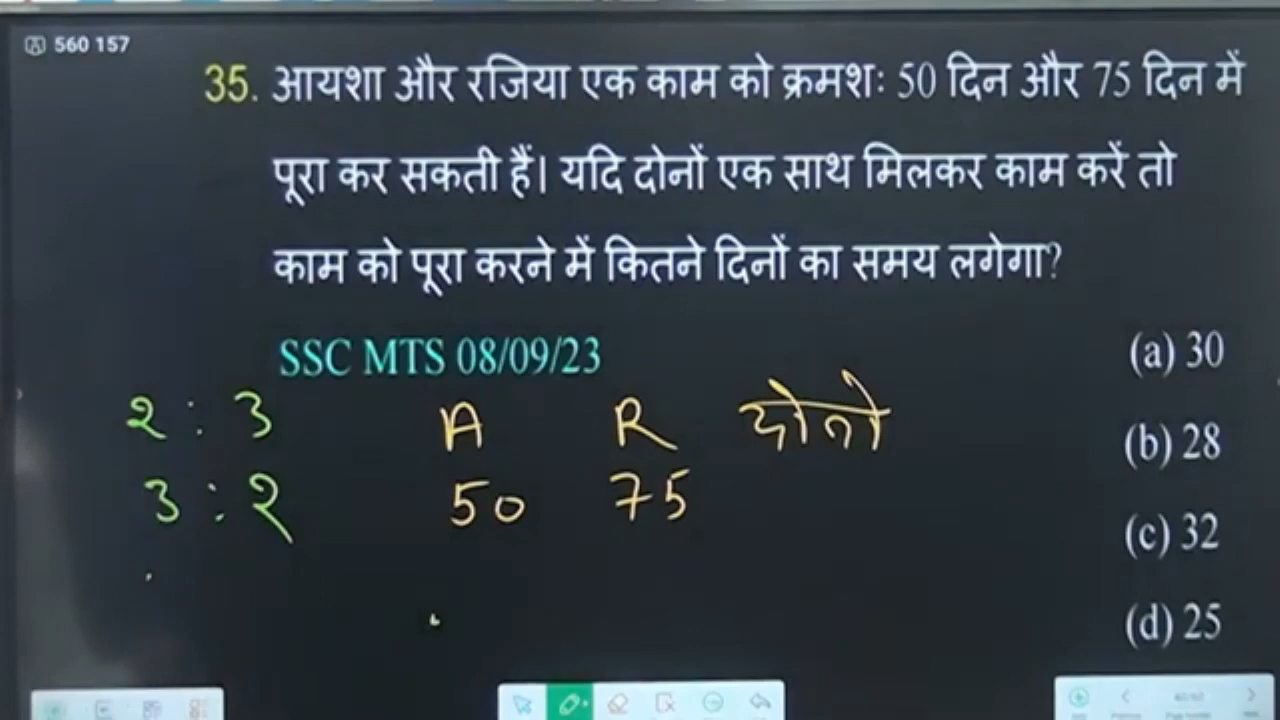 560 157
35. आयशा और रजिया एक काम को क्रमशः 50 दिन और 75 दिन में
पूरा कर सकती हैं। यदि दोनों एक साथ मिलकर काम करें तो
काम को पूरा करने में कितने दिनों का समय लगेगा?
SSC MTS 08/09/23
(a) 30
(b) 28
(c) 32
(d) 25
2 : 3 A R दोनो
3 : 2 50 75